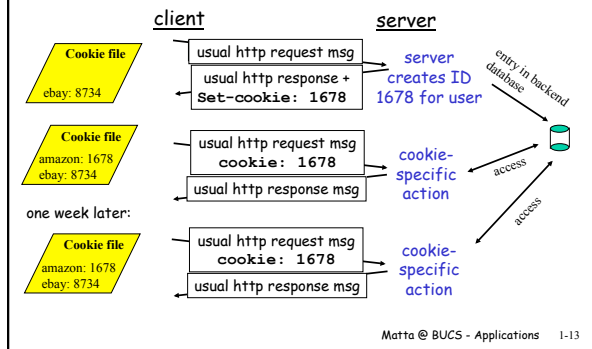 client
server
Cookie file
ebay: 8734
usual http request msg
usual http response +
Set-cookie: 1678
server
creates ID
1678 for user
entry in backend
database
Cookie file
amazon: 1678
ebay: 8734
usual http request msg
cookie: 1678
usual http response msg
cookie-
specific
action
access
one week later:
Cookie file
amazon: 1678
ebay: 8734
usual http request msg
cookie: 1678
usual http response msg
cookie-
specific
action
access
Matta @ BUCS - Applications 1-13